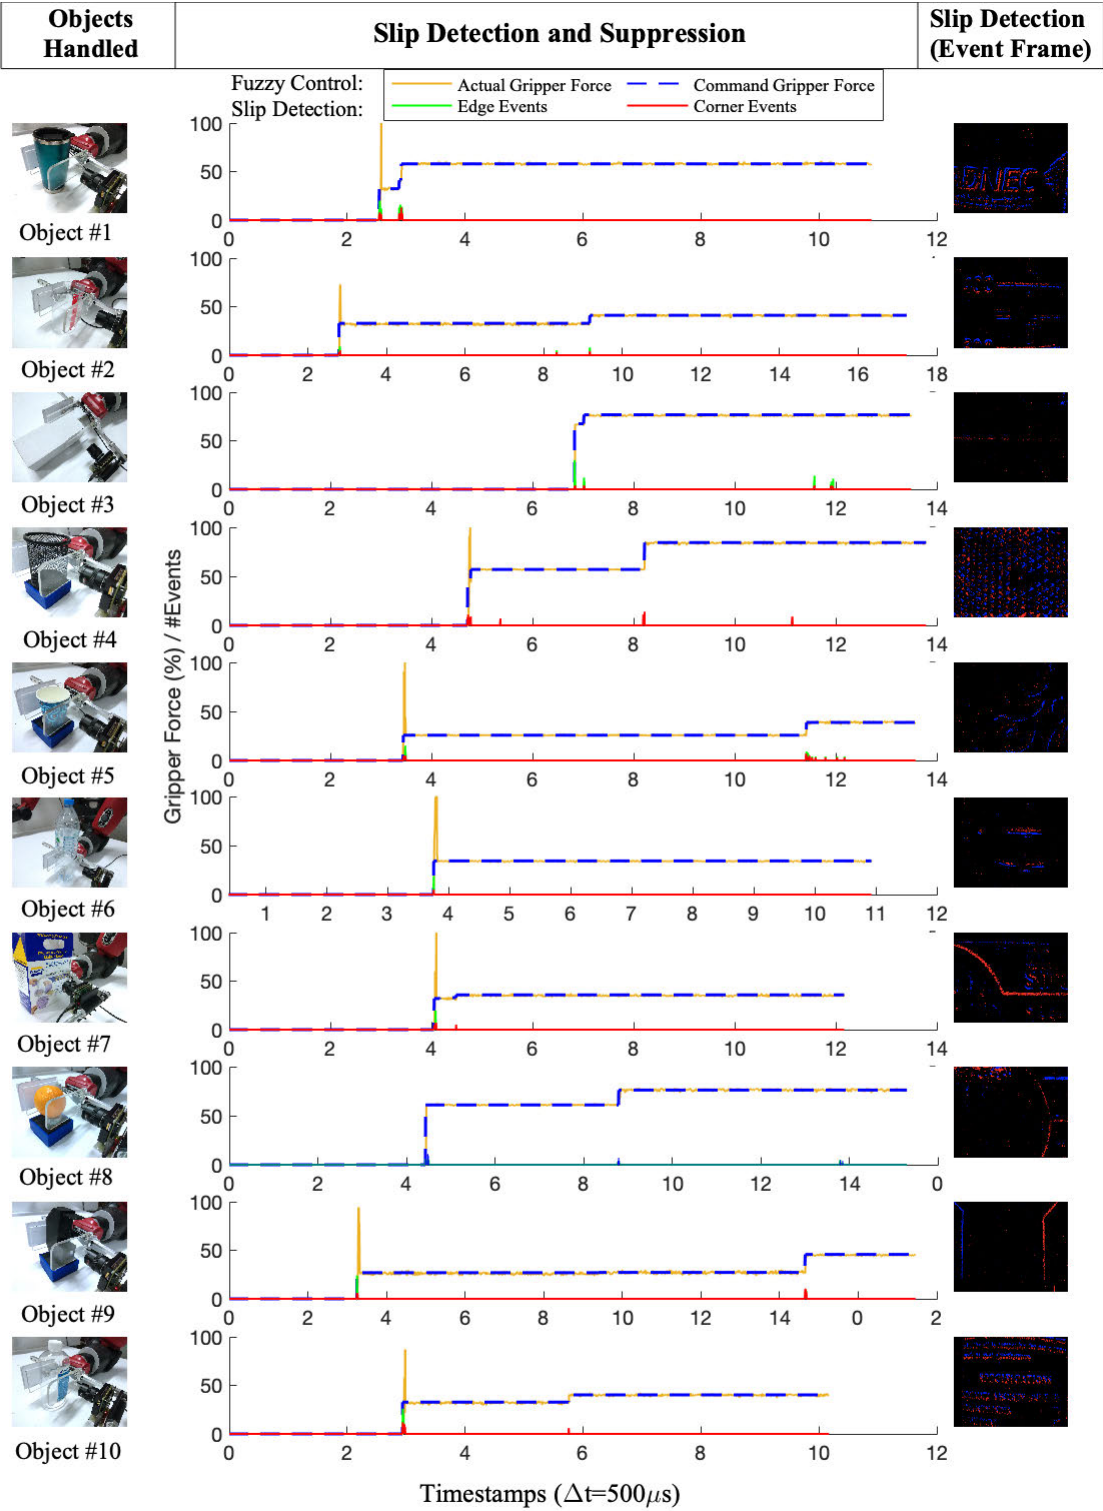 Objects Handled
Slip Detection and Suppression
Slip Detection (Event Frame)
Fuzzy Control:
Actual Gripper Force
Command Gripper Force
Slip Detection:
Edge Events
Corner Events
Gripper Force (%) / #Events
100
50
0
0 2 4 6 8 10 12
Object #1
DNEC
100
50
0
0 2 4 6 8 10 12 14 16 18
Object #2
100
50
0
0 2 4 6 8 10 12 14
Object #3
100
50
0
0 2 4 6 8 10 12 14
Object #4
100
50
0
0 2 4 6 8 10 12 14
Object #5
100
50
0
1 2 3 4 5 6 7 8 9 10 11 12
Object #6
100
50
0
0 2 4 6 8 10 12 14
Object #7
100
50
0
0 2 4 6 8 10 12 14 0
Object #8
100
50
0
0 2 4 6 8 10 12 14 0 2
Object #9
100
50
0
0 2 4 6 8 10 12
Object #10
Timestamps (Δt=500μs)